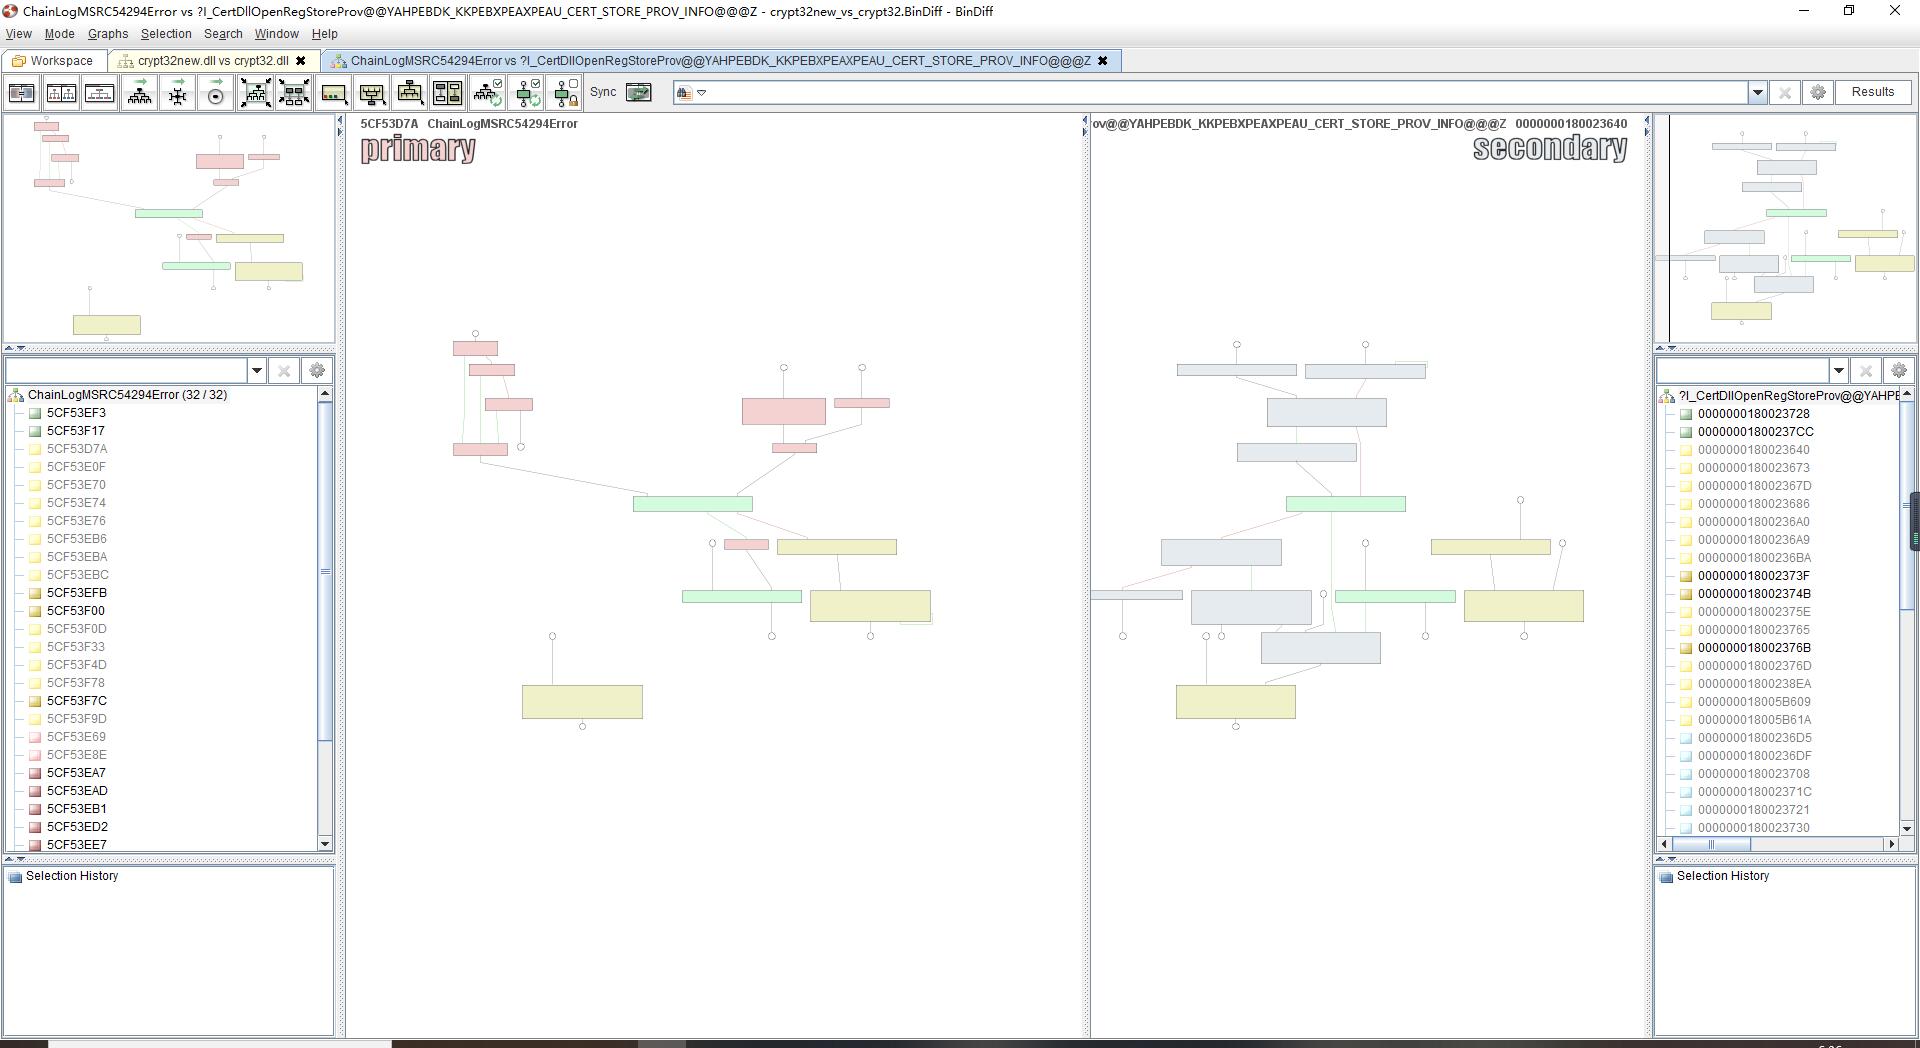 ChainLogMSRC54294Error vs ?I_CertDllOpenRegStoreProv@@YAHPEBDK_KKPEBXPEAXPEAU_CERT_STORE_PROV_INFO@@@Z - crypt32new_vs_crypt32.BinDiff - BinDiff
View Mode Graphs Selection Search Window Help
Workspace
crypt32new.dll vs crypt32.dll
ChainLogMSRC54294Error vs ?I_CertDllOpenRegStoreProv@@YAHPEBDK_KKPEBXPEAXPEAU_CERT_STORE_PROV_INFO@@@Z
Sync
Results
5CF53D7A ChainLogMSRC54294Error
primary
ov@@YAHPEBDK_KKPEBXPEAXPEAU_CERT_STORE_PROV_INFO@@@Z 0000000180023640
secondary
ChainLogMSRC54294Error (32 / 32)
5CF53EF3
5CF53F17
5CF53D7A
5CF53E0F
5CF53E70
5CF53E74
5CF53E76
5CF53EB6
5CF53EBA
5CF53EBC
5CF53EFB
5CF53F00
5CF53F0D
5CF53F33
5CF53F4D
5CF53F78
5CF53F7C
5CF53F9D
5CF53E69
5CF53E8E
5CF53EA7
5CF53EAD
5CF53EB1
5CF53ED2
5CF53EE7
Selection History
?I_CertDllOpenRegStoreProv@@YAHPE
0000000180023728
00000001800237CC
0000000180023640
0000000180023673
000000018002367D
0000000180023686
00000001800236A0
00000001800236A9
00000001800236BA
000000018002373F
000000018002374B
000000018002375E
0000000180023765
000000018002376B
000000018002376D
00000001800238EA
000000018005B609
000000018005B61A
00000001800236D5
00000001800236DF
0000000180023708
000000018002371C
0000000180023721
0000000180023730
Selection History